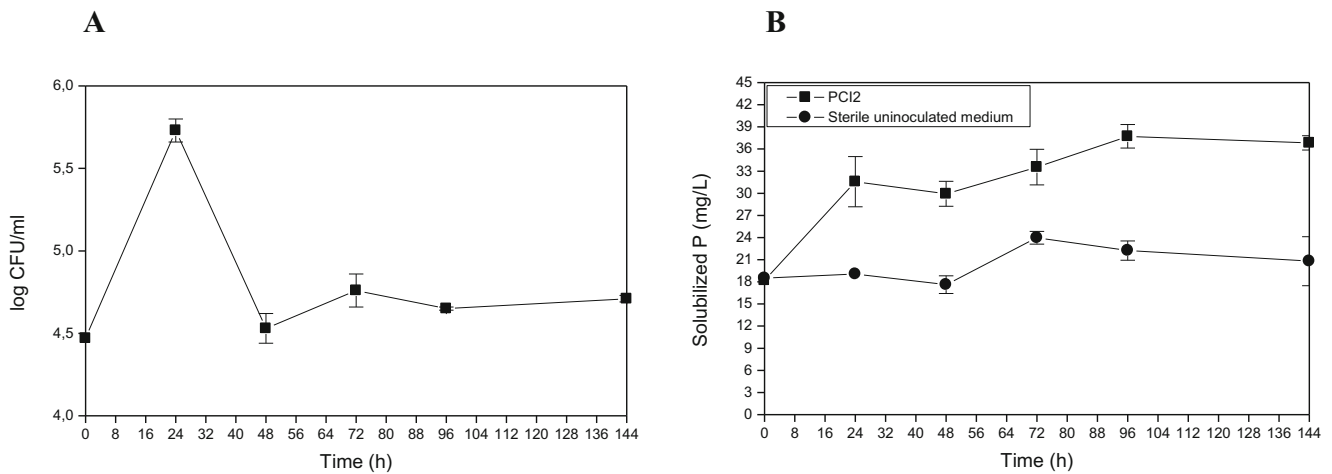 A
6,0
5,5
5,0
4,5
4,0
log CFU/ml
0 8 16 24 32 40 48 56 64 72 80 88 96 104 112 120 128 136 144
Time (h)
B
45
42
39
36
33
30
27
24
21
18
15
12
9
6
3
0
Solubilized P (mg/L)
PCI2
Sterile uninoculated medium
0 8 16 24 32 40 48 56 64 72 80 88 96 104 112 120 128 136 144
Time (h)